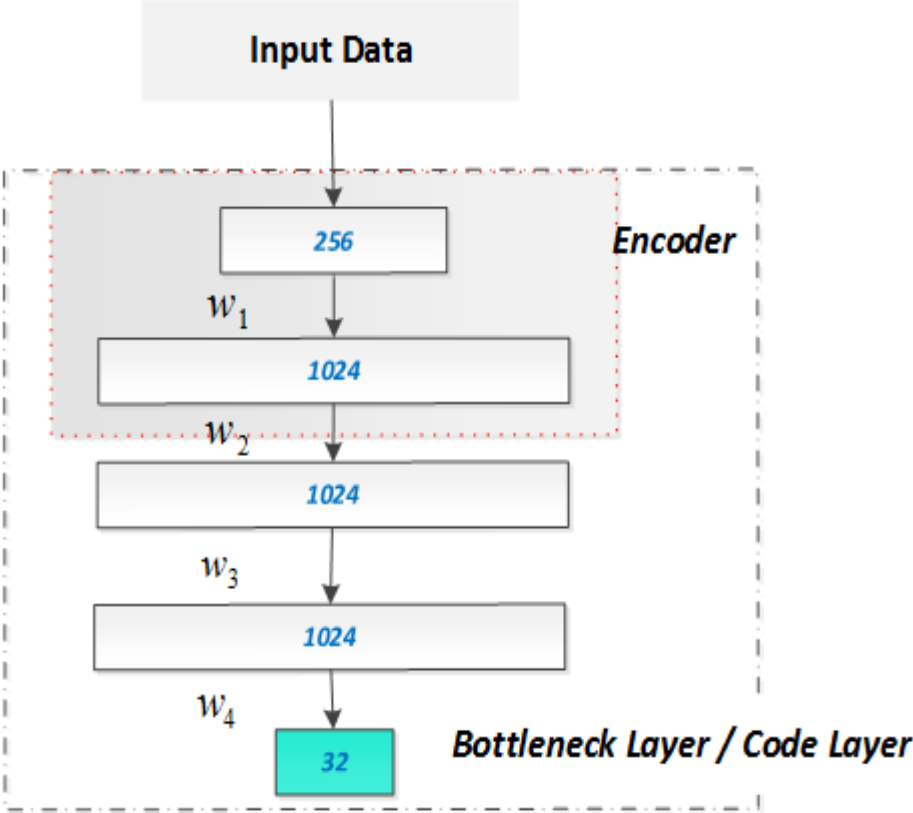 Input Data
256
Encoder
w1
1024
w2
1024
w3
1024
w4
Bottleneck Layer / Code Layer
32